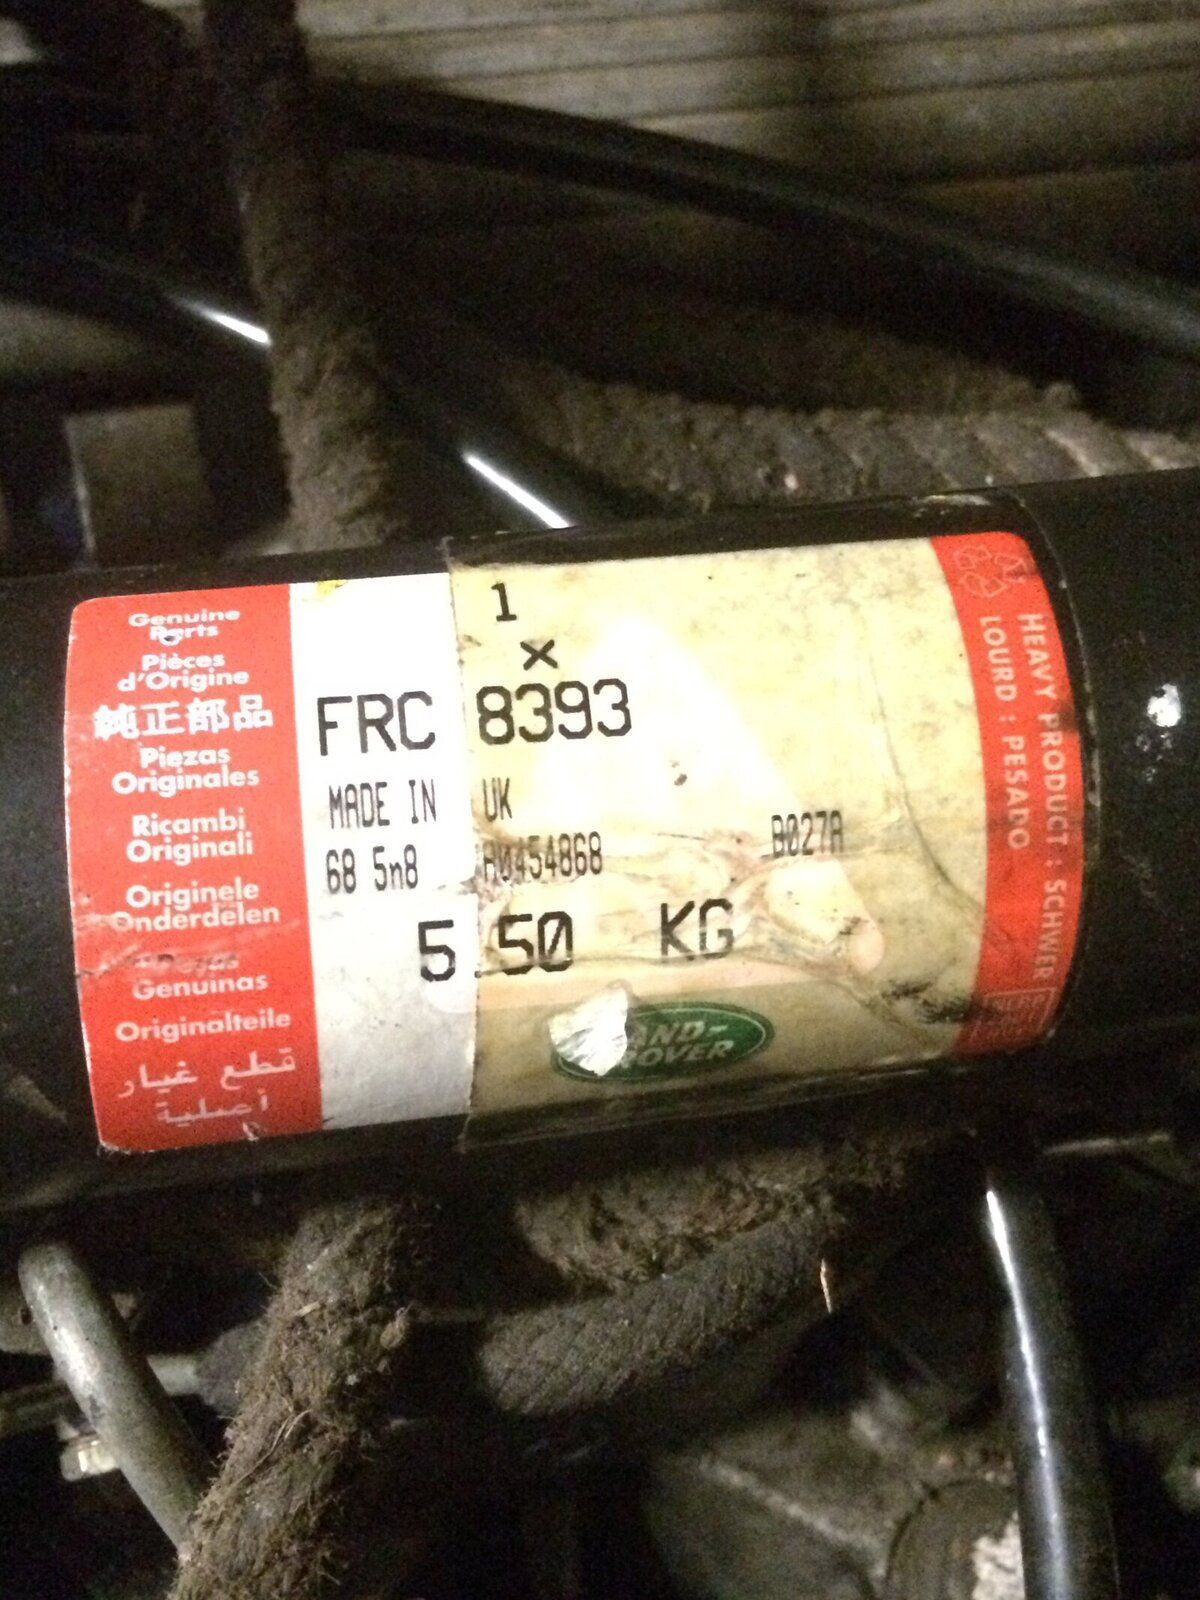 Genuine
Parts
Pièces
d'Origine
純正部品
Piezas
Originales
Ricambi
Originali
Originele
Onderdelen
Genuinas
Originalteile
قطع غيار
أصلية
1
×
FRC 8393
MADE IN UK
68 5n8 A0454868 B027A
5.50 KG
LAND-
ROVER
HEAVY PRODUCT : SCHWER
LOURD : PESADO